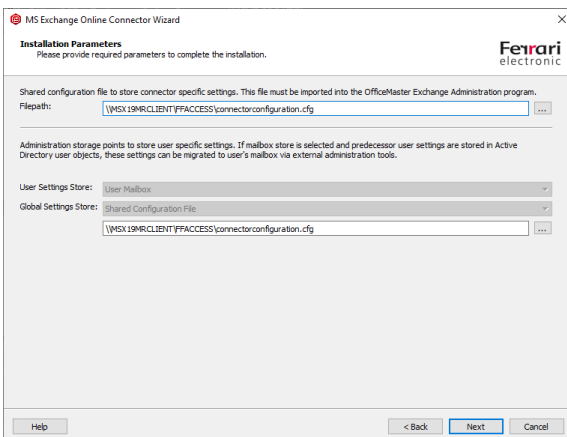 MS Exchange Online Connector Wizard
Installation Parameters
Please provide required parameters to complete the installation.
Ferrari
electronic
Shared configuration file to store connector specific settings. This file must be imported into the OfficeMaster Exchange Administration program.
Filepath: \\MSX19MRCLIENT\FFACCESS\connectorconfiguration.cfg ...
Administration storage points to store user specific settings. If mailbox store is selected and predecessor user settings are stored in Active
Directory user objects, these settings can be migrated to user's mailbox via external administration tools.
User Settings Store: User Mailbox
Global Settings Store: Shared Configuration File
\\MSX19MRCLIENT\FFACCESS\connectorconfiguration.cfg ...
Help < Back Next Cancel